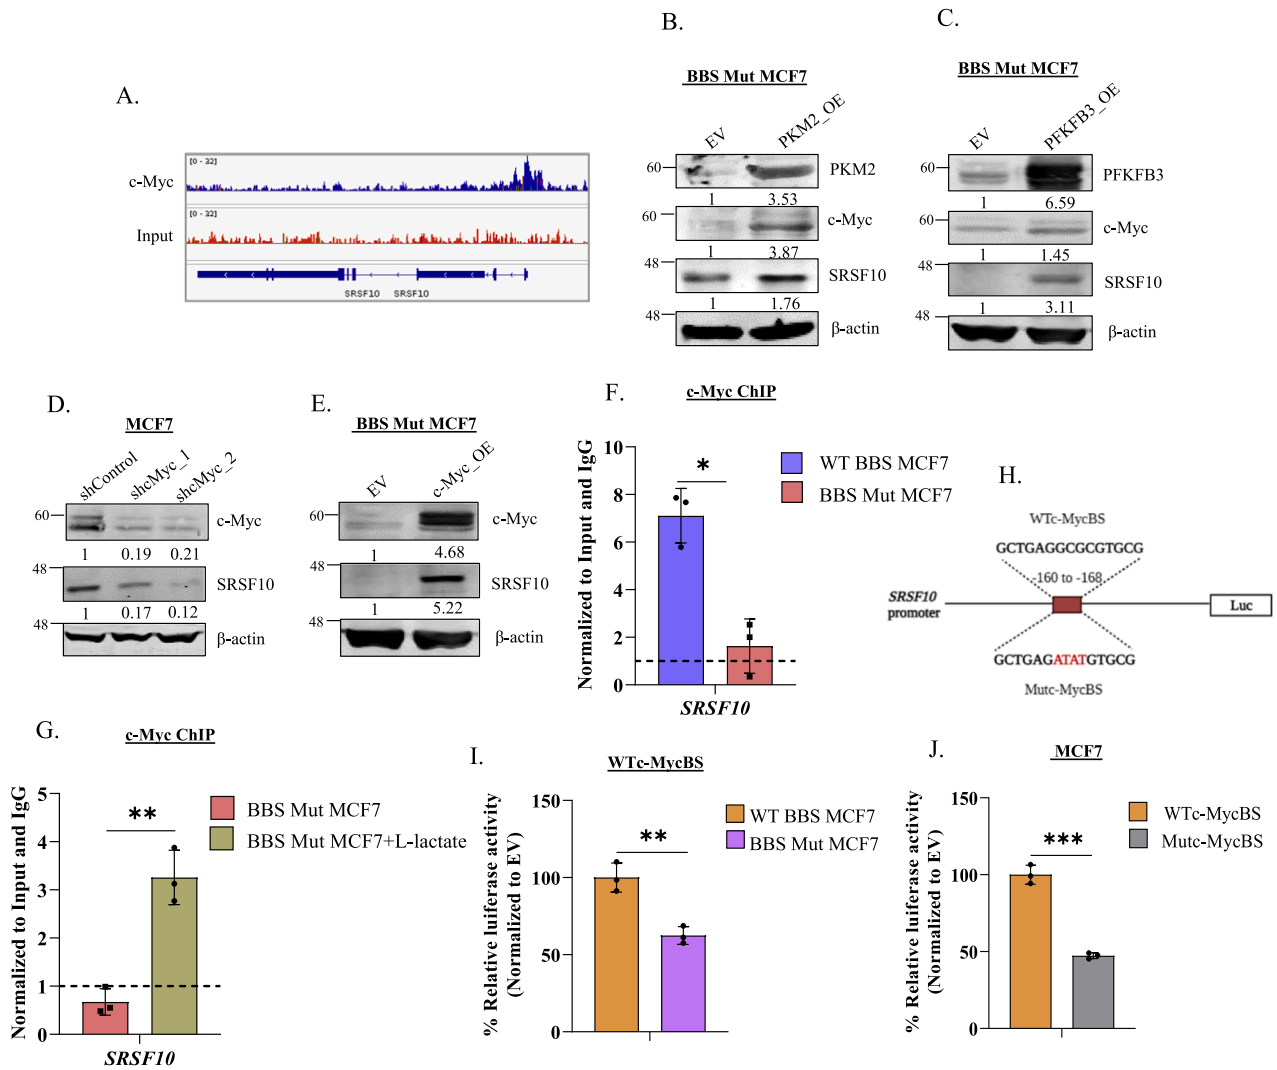 A.
[0 - 32]
c-Myc
[0 - 32]
Input
SRSF10 SRSF10
B.
BBS Mut MCF7
EV PKM2_OE
60 PKM2
1 3.53
60 c-Myc
1 3.87
48 SRSF10
1 1.76
48 β-actin
C.
BBS Mut MCF7
EV PFKFB3_OE
60 PFKFB3
1 6.59
60 c-Myc
1 1.45
48 SRSF10
1 3.11
48 β-actin
D.
MCF7
shControl shcMyc_1 shcMyc_2
60 c-Myc
1 0.19 0.21
48 SRSF10
1 0.17 0.12
48 β-actin
E.
BBS Mut MCF7
EV c-Myc_OE
60 c-Myc
1 4.68
48 SRSF10
1 5.22
48 β-actin
F.
c-Myc ChIP
Normalized to Input and IgG
10
8
6
4
2
0
*
SRSF10
WT BBS MCF7
BBS Mut MCF7
H.
WTc-MycBS
GCTGAGGCGCGTGCG
-160 to -168
SRSF10
promoter
Luc
GCTGAGATATGTGCG
Mutc-MycBS
G.
c-Myc ChIP
Normalized to Input and IgG
5
4
3
2
1
0
**
SRSF10
BBS Mut MCF7
BBS Mut MCF7+L-lactate
I.
WTc-MycBS
% Relative luiferase activity
(Normalized to EV)
150
100
50
0
**
WT BBS MCF7
BBS Mut MCF7
J.
MCF7
% Relative luciferase activity
(Normalized to EV)
150
100
50
0
***
WTc-MycBS
Mutc-MycBS